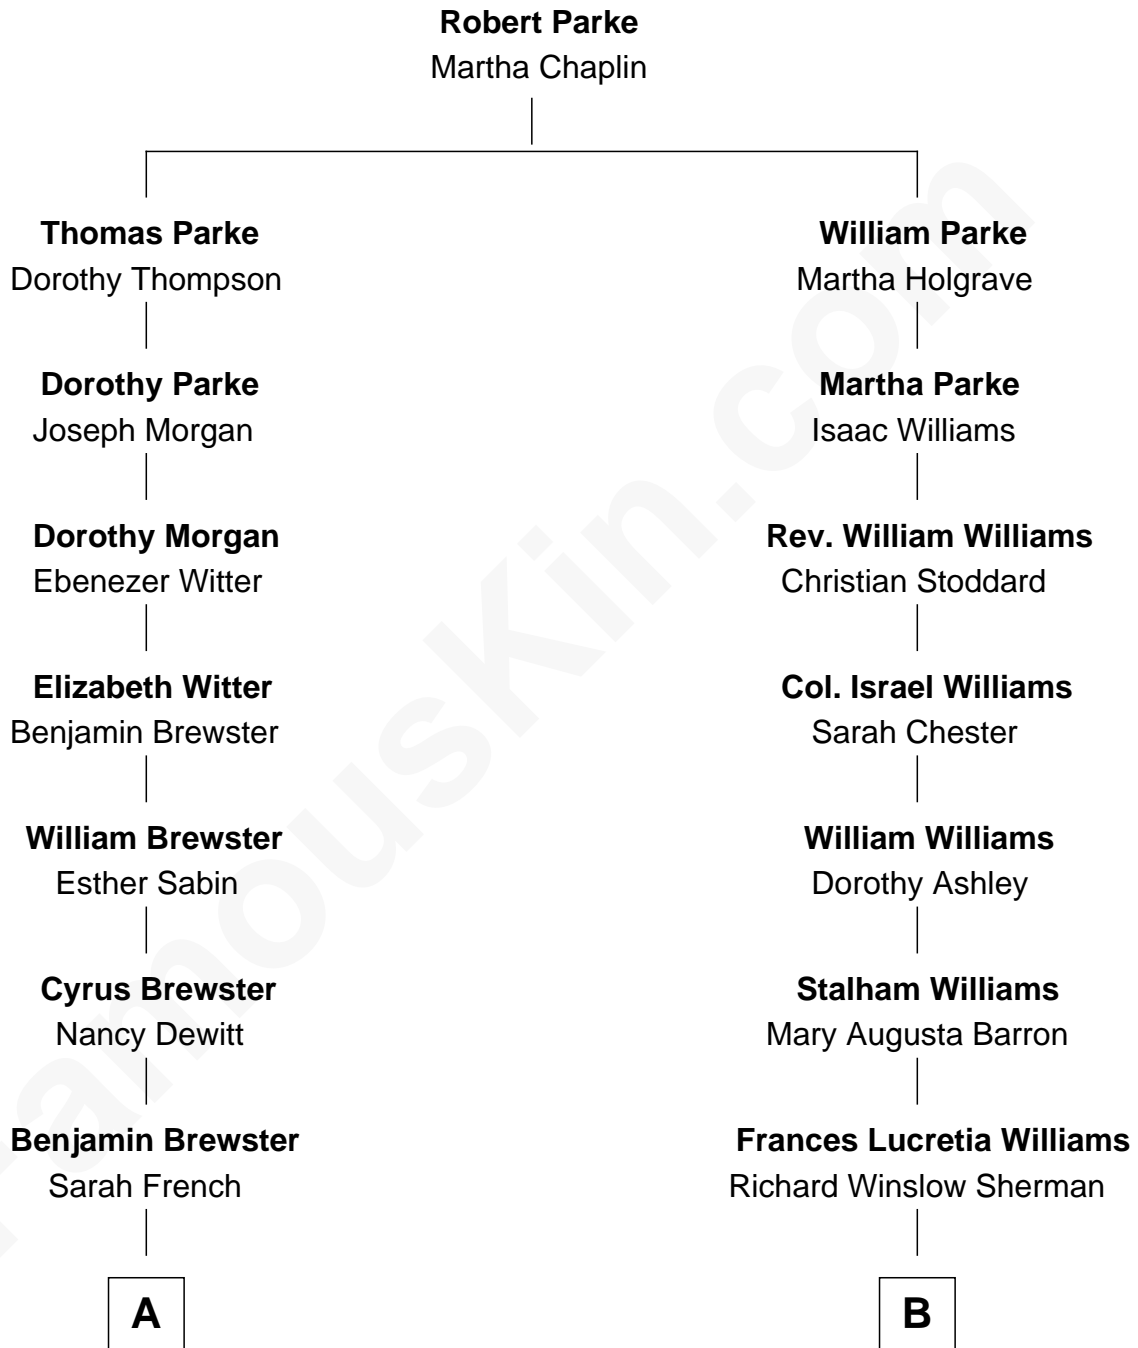 Robert Parke
Martha Chaplin
Thomas Parke
Dorothy Thompson
William Parke
Martha Holgrave
Dorothy Parke
Joseph Morgan
Martha Parke
Isaac Williams
Dorothy Morgan
Ebenezer Witter
Rev. William Williams
Christian Stoddard
Elizabeth Witter
Benjamin Brewster
Col. Israel Williams
Sarah Chester
William Brewster
Esther Sabin
William Williams
Dorothy Ashley
Cyrus Brewster
Nancy Dewitt
Stalham Williams
Mary Augusta Barron
Benjamin Brewster
Sarah French
Frances Lucretia Williams
Richard Winslow Sherman
A
B
FamousKin.com